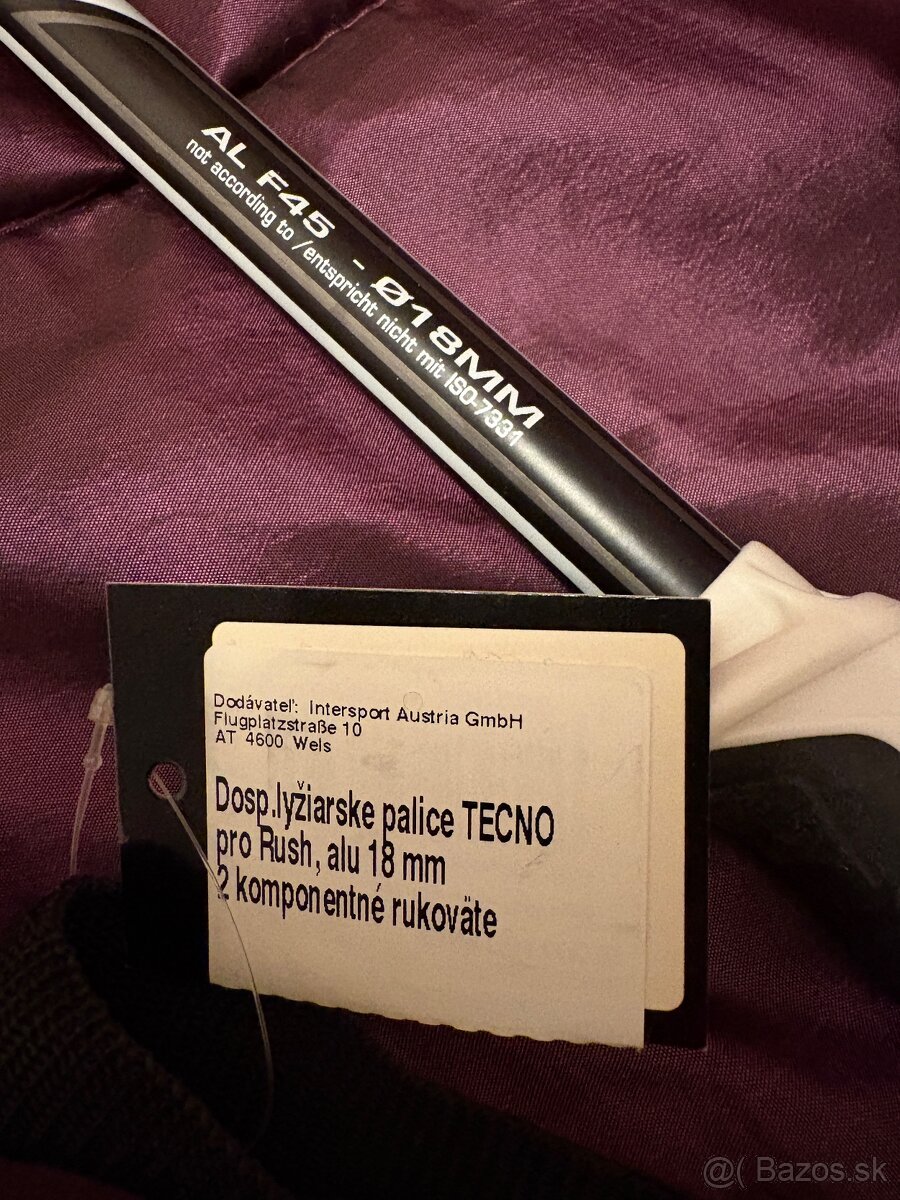 AL F45 - Ø18MM
not according to /entspricht nicht mit ISO-7331
Dodávateľ: Intersport Austria GmbH
Flugplatzstraße 10
AT 4600 Wels
Dosp.lyžiarske palice TECNO
pro Rush, alu 18 mm
2 komponentné rukoväte
@( Bazos.sk